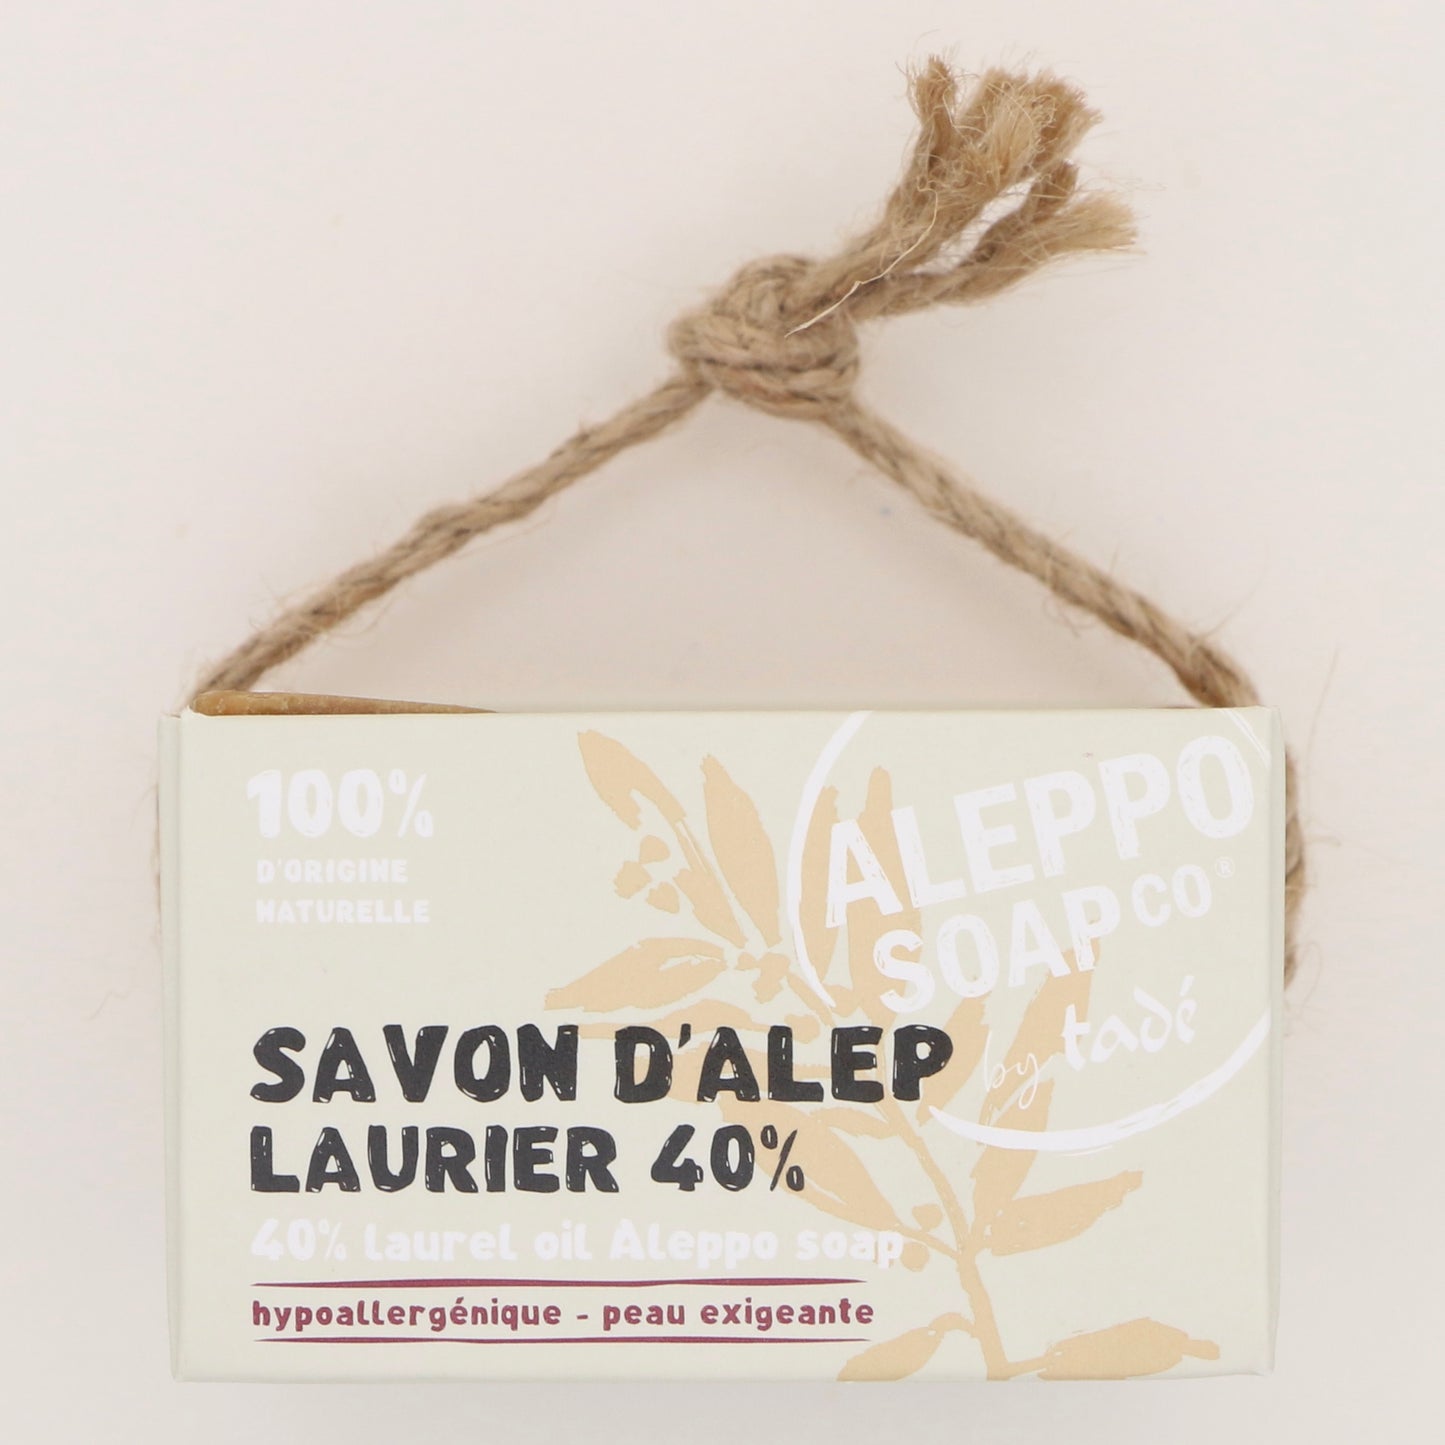 100%
D'ORIGINE
NATURELLE
ALEPPO
SOAP CO®
by tadé
SAVON D'ALEP
LAURIER 40%
40% laurel oil Aleppo soap
hypoallergénique - peau exigeante